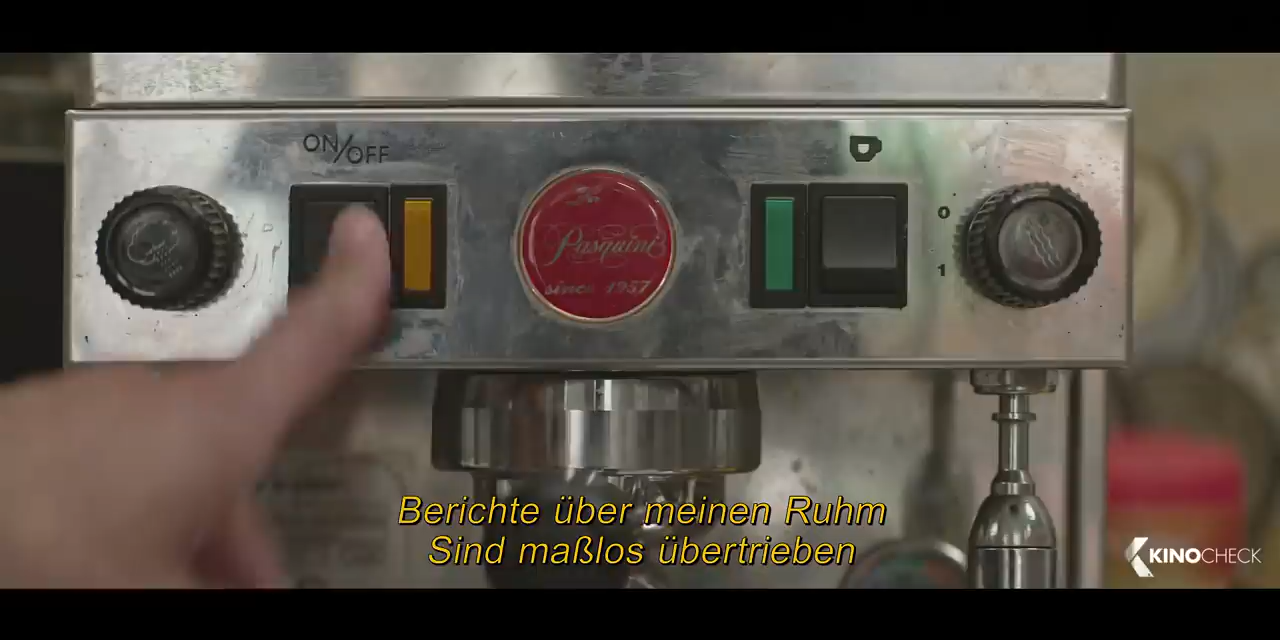 ON/OFF
Pasquini
since 1957
0
1
Berichte über meinen Ruhm
Sind maßlos übertrieben
KINOCHECK